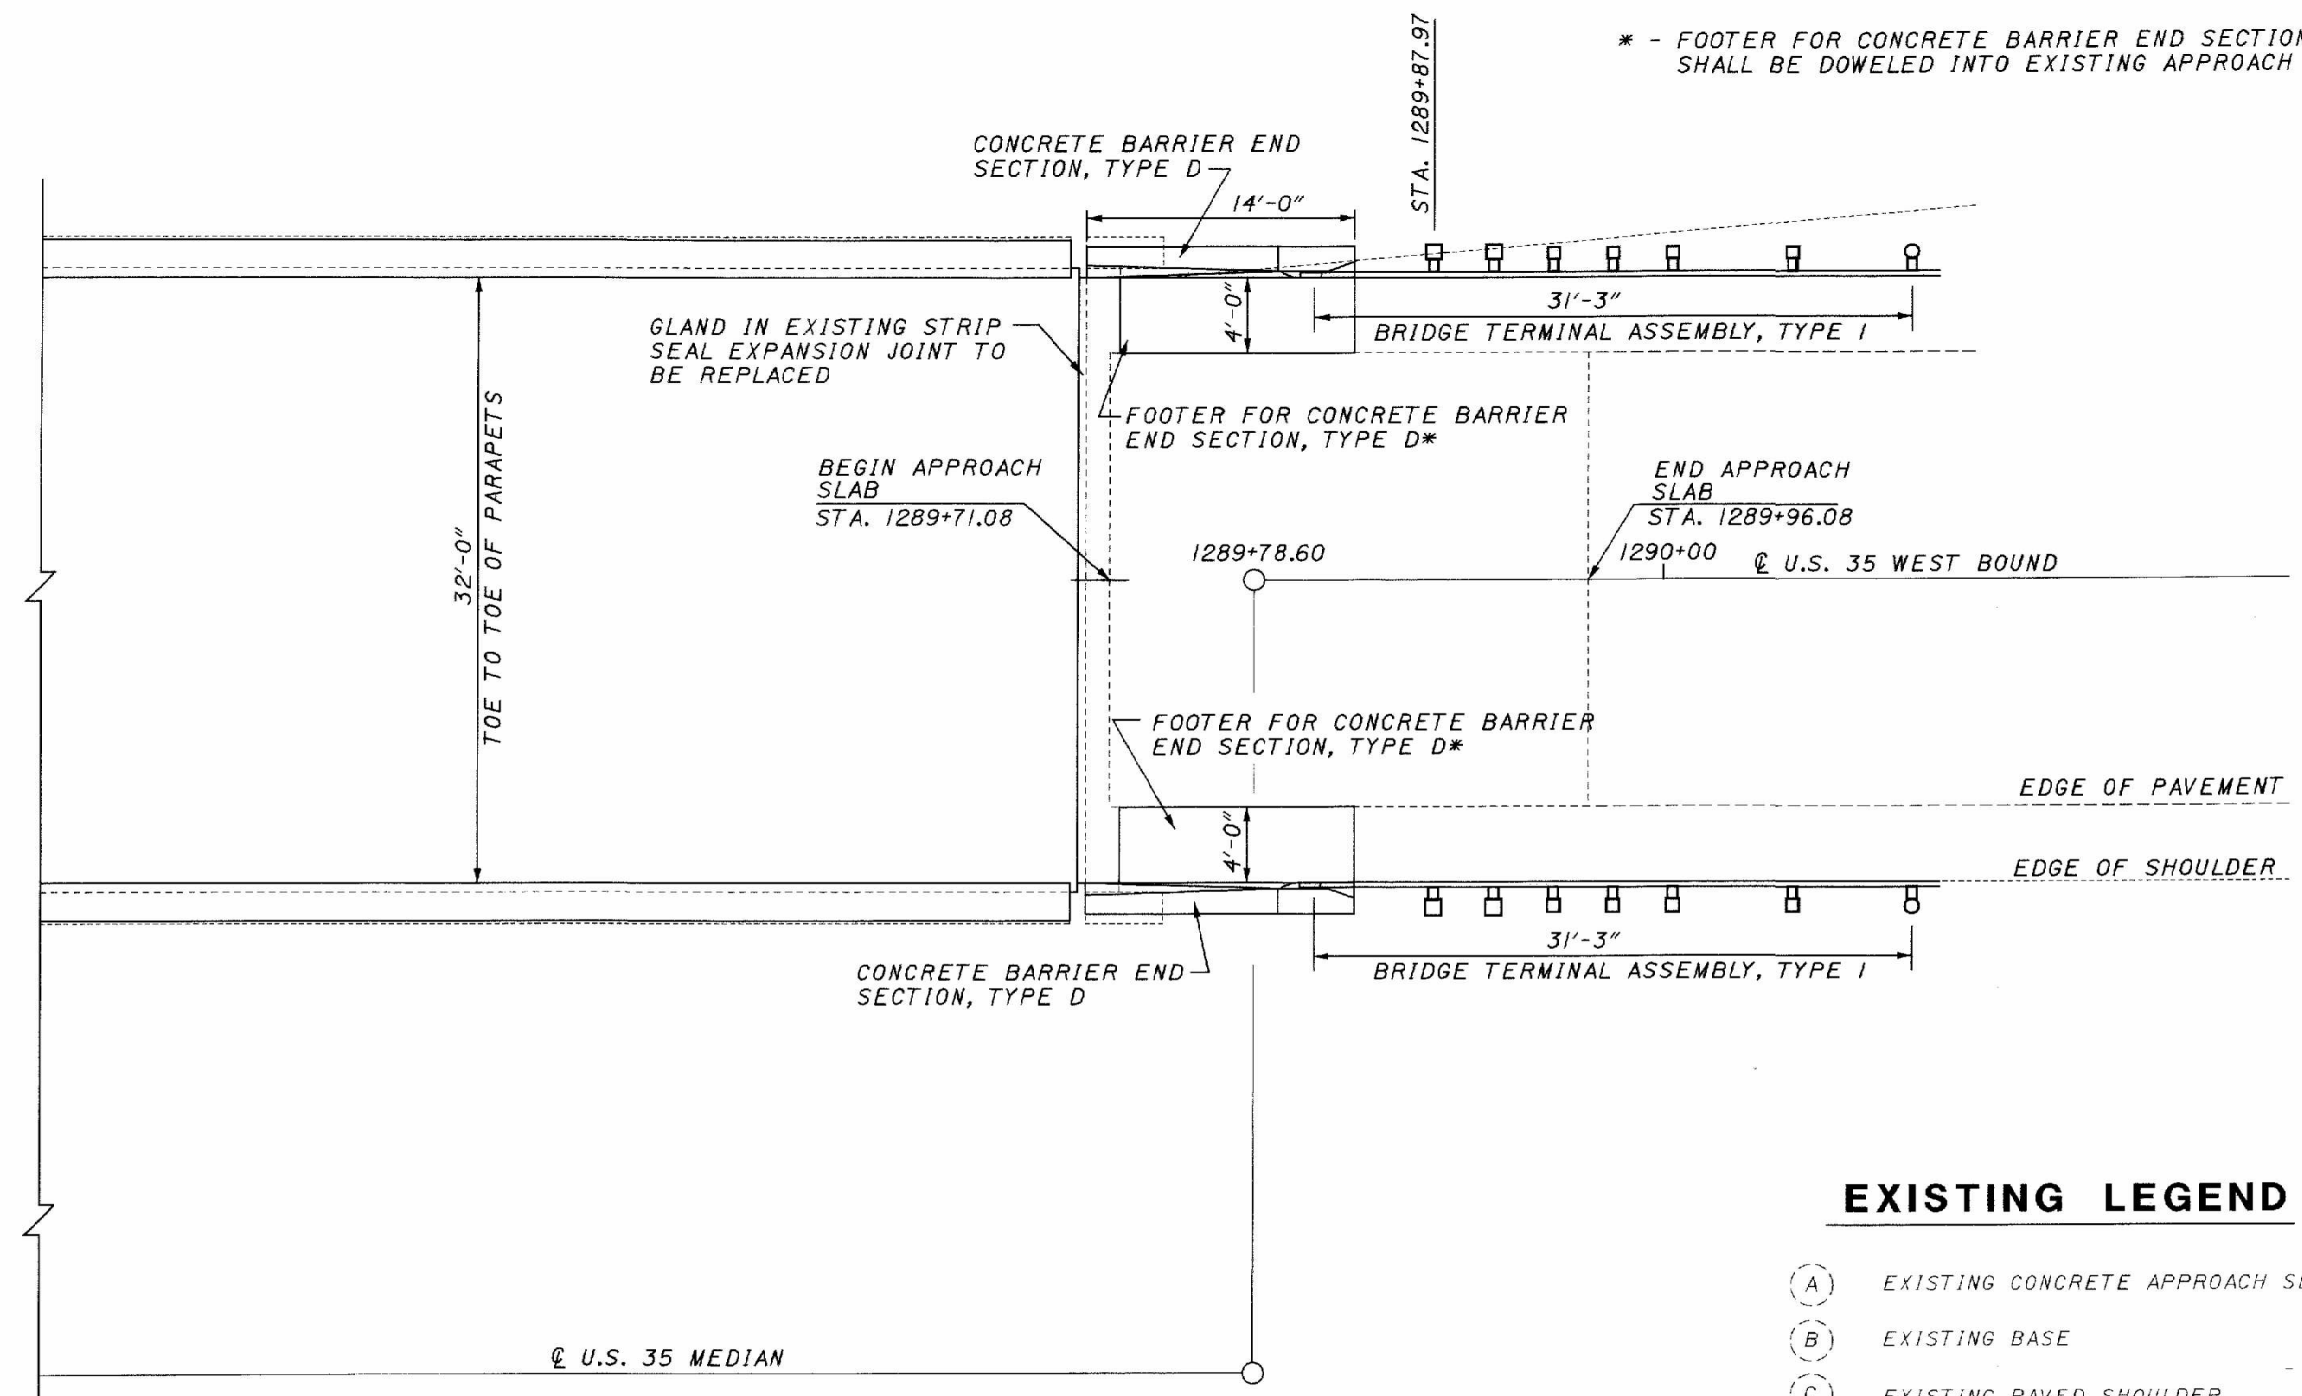 * - FOOTER FOR CONCRETE BARRIER END SECTION
SHALL BE DOWELED INTO EXISTING APPROACH
STA. 1289+87.97
CONCRETE BARRIER END
SECTION, TYPE D
14'-0"
4'-0"
31'-3"
BRIDGE TERMINAL ASSEMBLY, TYPE 1
GLAND IN EXISTING STRIP
SEAL EXPANSION JOINT TO
BE REPLACED
FOOTER FOR CONCRETE BARRIER
END SECTION, TYPE D*
32'-0"
TOE TO TOE OF PARAPETS
BEGIN APPROACH
SLAB
STA. 1289+71.08
END APPROACH
SLAB
STA. 1289+96.08
1289+78.60
1290+00
℄ U.S. 35 WEST BOUND
FOOTER FOR CONCRETE BARRIER
END SECTION, TYPE D*
EDGE OF PAVEMENT
4'-0"
EDGE OF SHOULDER
31'-3"
BRIDGE TERMINAL ASSEMBLY, TYPE 1
CONCRETE BARRIER END
SECTION, TYPE D
EXISTING LEGEND
A EXISTING CONCRETE APPROACH
B EXISTING BASE
C EXISTING PAVED SHOULDER
℄ U.S. 35 MEDIAN